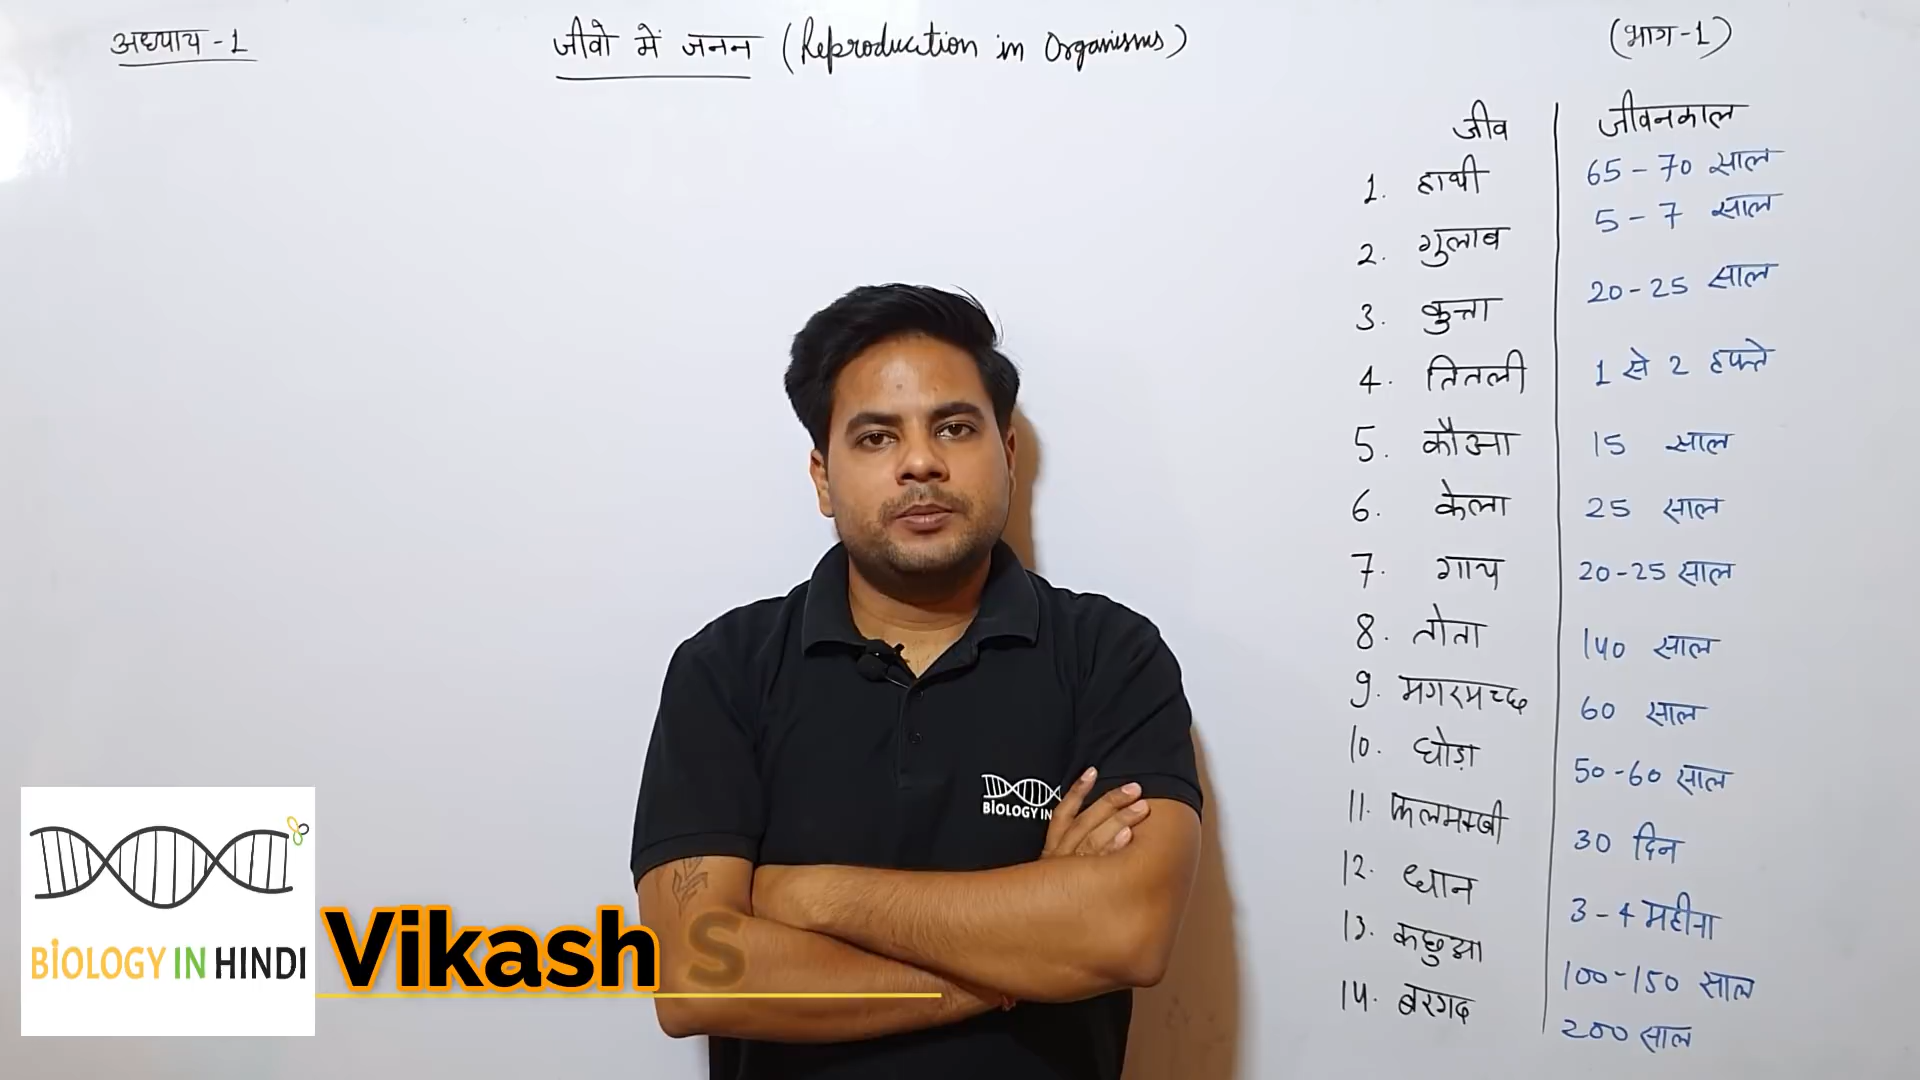 अध्याय - 1
जीवो में जनन (Reproduction in Organisms)
(भाग-1)
जीव जीवनकाल
1. हाथी 65-70 साल
2. गुलाब 5-7 साल
3. कुत्ता 20-25 साल
4. तितली 1 से 2 हफ्ते
5. कौआ 15 साल
6. केला 25 साल
7. गाय 20-25 साल
8. तोता 140 साल
9. मगरमच्छ 60 साल
10. घोड़ा 50-60 साल
11. फलमक्खी 30 दिन
12. धान 3-4 महीना
13. कछुआ 100-150 साल
14. बरगद 200 साल
BIOLOGY IN
BIOLOGY IN HINDI
Vikash S